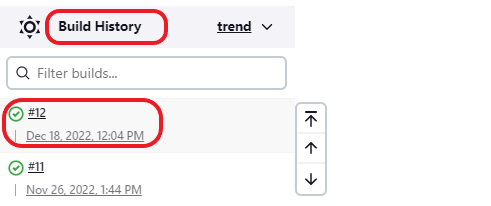 Build History trend
Filter builds...
#12
Dec 18, 2022, 12:04 PM
#11
Nov 26, 2022, 1:44 PM